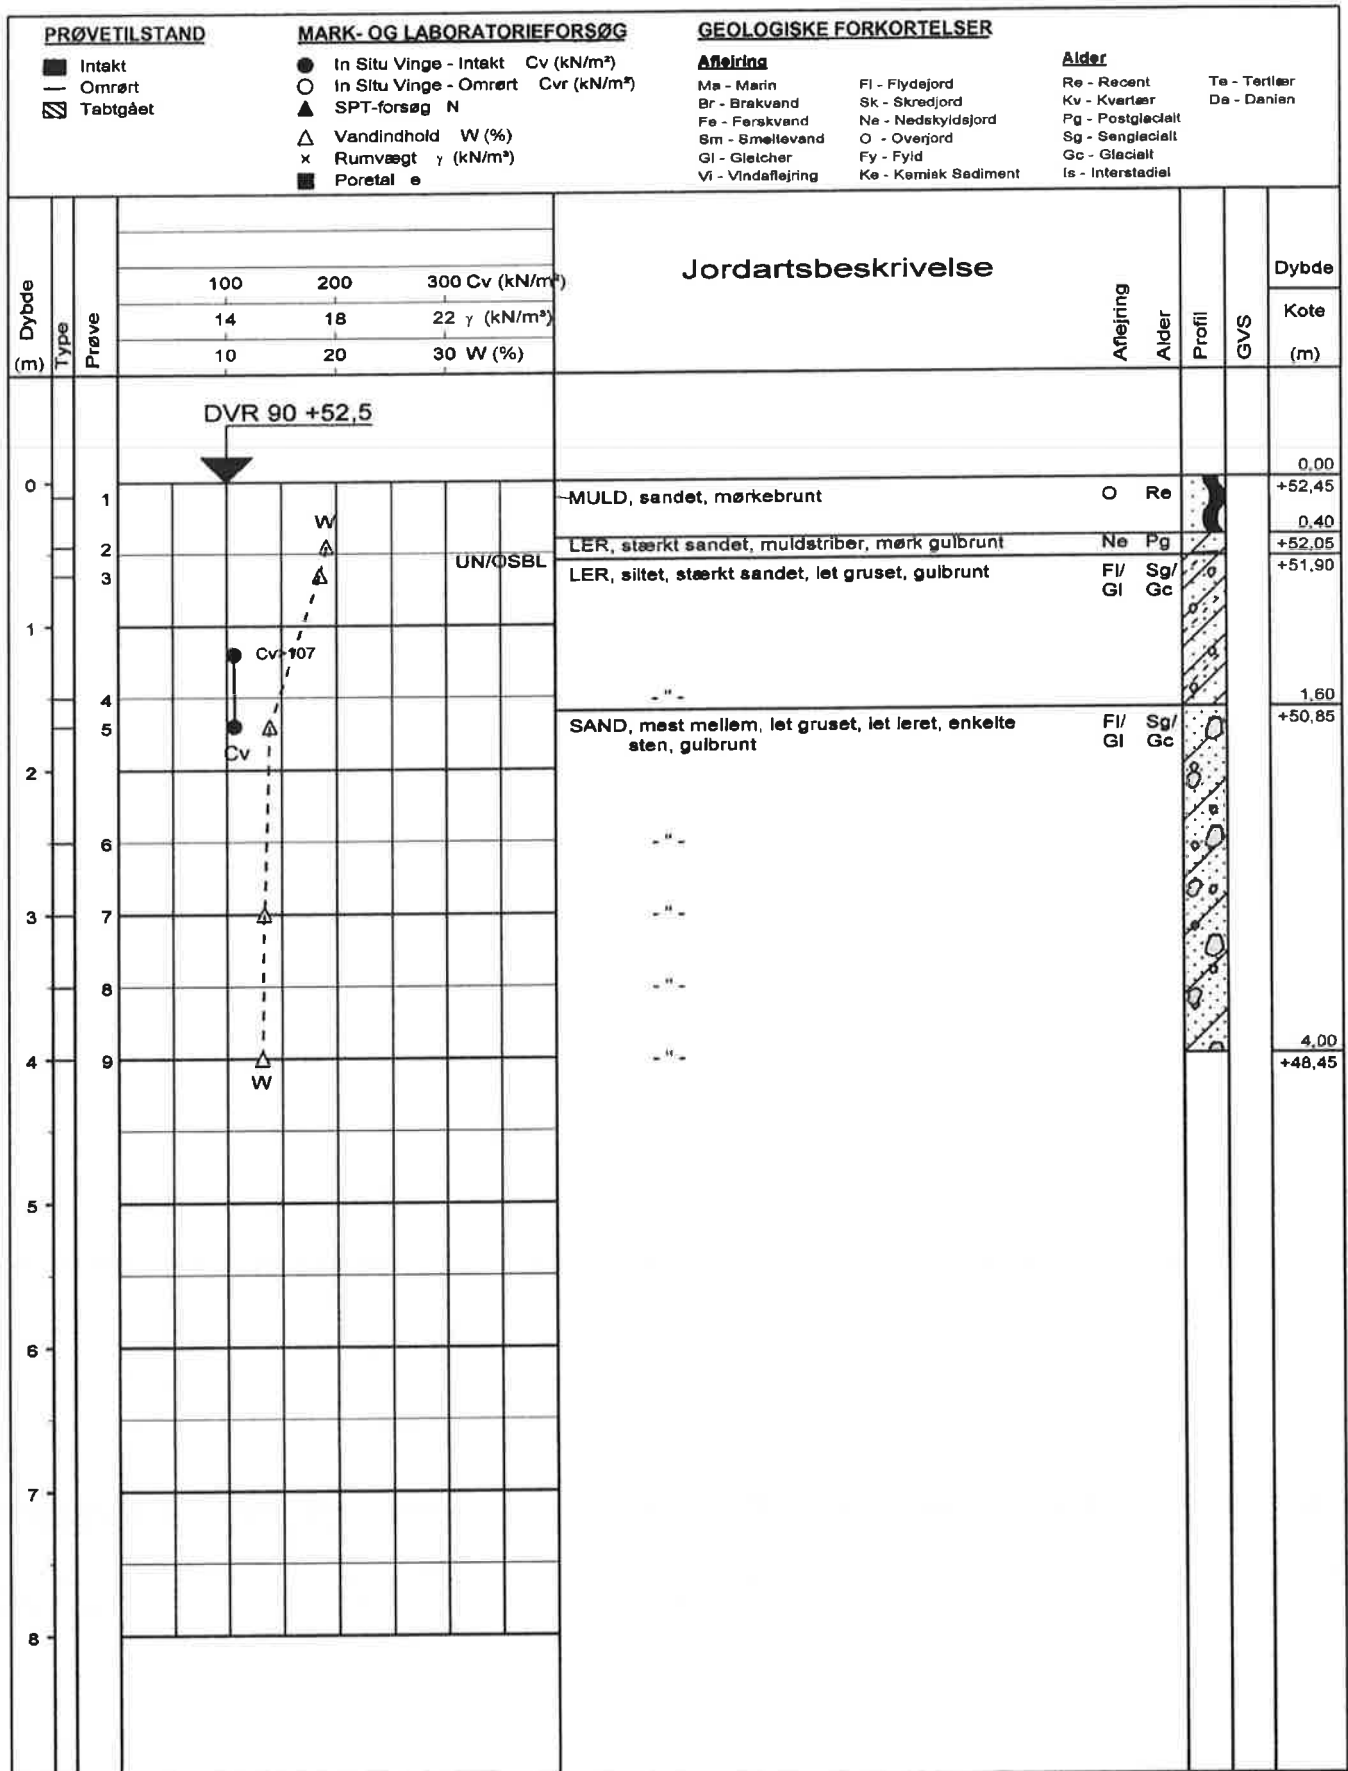 PRØVETILSTAND
Intakt
Omrørt
Tabtgået
MARK- OG LABORATORIEFORSØG
In Situ Vinge - Intakt Cv (kN/m²)
In Situ Vinge - Omrørt Cvr (kN/m²)
SPT-forsøg N
Vandindhold W (%)
Rumvægt γ (kN/m³)
Poretal e
GEOLOGISKE FORKORTELSER
Aflejring
Ma - Marin
Br - Brakvand
Fe - Ferskvand
Sm - Smeltevand
Gl - Gletcher
Vi - Vindaflejring
Fl - Flydejord
Sk - Skredjord
Ne - Nedskyldsjord
O - Overjord
Fy - Fyld
Ke - Kemisk Sediment
Alder
Re - Recent
Kv - Kvartær
Pg - Postglacialt
Sg - Senglacialt
Gc - Glacialt
Is - Interstadial
Te - Tertiær
Da - Danien
Dybde
(m)
Type
Prøve
100 200 300 Cv (kN/m²)
14 18 22 γ (kN/m³)
10 20 30 W (%)
Jordartsbeskrivelse
Aflejring
Alder
Profil
GVS
Dybde
Kote
(m)
DVR 90 +52,5
0,00
0
1 MULD, sandet, mørkebrunt O Re +52,45
W
0,40
2 LER, stærkt sandet, muldstriber, mørk gulbrunt Ne Pg +52,05
UN/OSBL
3 LER, siltet, stærkt sandet, let gruset, gulbrunt Fl/ Sg/ +51,90
Gl Gc
1
Cv>107
4 - " - 1,60
5 SAND, mest mellem, let gruset, let leret, enkelte Fl/ Sg/ +50,85
sten, gulbrunt Gl Gc
Cv
2
6 - " -
3 7 - " -
8 - " -
4,00
4 9 - " -
+48,45
W
5
6
7
8